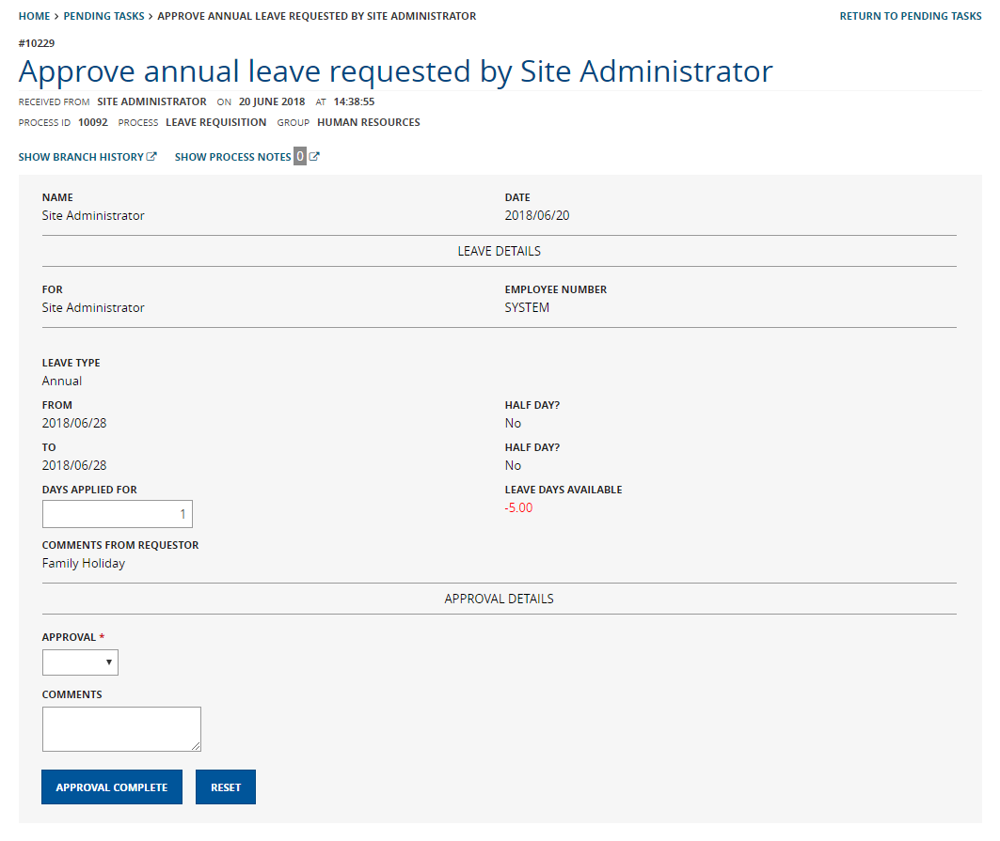 HOME > PENDING TASKS > APPROVE ANNUAL LEAVE REQUESTED BY SITE ADMINISTRATOR RETURN TO PENDING TASKS
#10229
Approve annual leave requested by Site Administrator
RECEIVED FROM SITE ADMINISTRATOR ON 20 JUNE 2018 AT 14:38:55
PROCESS ID 10092 PROCESS LEAVE REQUISITION GROUP HUMAN RESOURCES
SHOW BRANCH HISTORY SHOW PROCESS NOTES 0
NAME DATE
Site Administrator 2018/06/20
LEAVE DETAILS
FOR EMPLOYEE NUMBER
Site Administrator SYSTEM
LEAVE TYPE
Annual
FROM HALF DAY?
2018/06/28 No
TO HALF DAY?
2018/06/28 No
DAYS APPLIED FOR LEAVE DAYS AVAILABLE
1 -5.00
COMMENTS FROM REQUESTOR
Family Holiday
APPROVAL DETAILS
APPROVAL *
COMMENTS
APPROVAL COMPLETE RESET